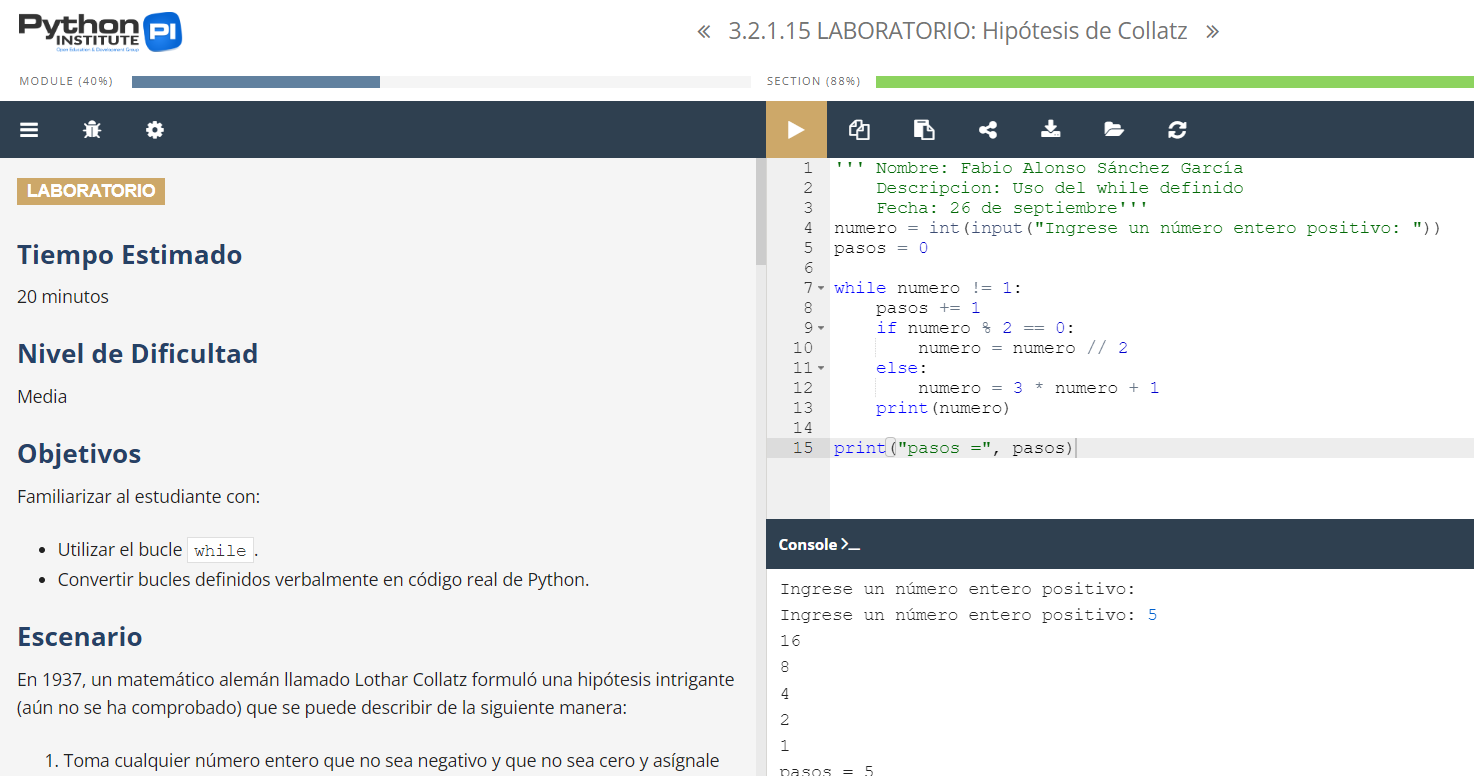 Python
INSTITUTE
PI
Open Education & Development Group
« 3.2.1.15 LABORATORIO: Hipótesis de Collatz »
MODULE (40%)
SECTION (88%)
LABORATORIO
Tiempo Estimado
20 minutos
Nivel de Dificultad
Media
Objetivos
Familiarizar al estudiante con:
• Utilizar el bucle while.
• Convertir bucles definidos verbalmente en código real de Python.
Escenario
En 1937, un matemático alemán llamado Lothar Collatz formuló una hipótesis intrigante
(aún no se ha comprobado) que se puede describir de la siguiente manera:
1. Toma cualquier número entero que no sea negativo y que no sea cero y asígnale
1 ''' Nombre: Fabio Alonso Sánchez García
2     Descripcion: Uso del while definido
3     Fecha: 26 de septiembre'''
4 numero = int(input("Ingrese un número entero positivo: "))
5 pasos = 0
6
7 while numero != 1:
8     pasos += 1
9     if numero % 2 == 0:
10         numero = numero // 2
11     else:
12         numero = 3 * numero + 1
13     print(numero)
14
15 print("pasos =", pasos)
Console >_
Ingrese un número entero positivo:
Ingrese un número entero positivo: 5
16
8
4
2
1
pasos = 5